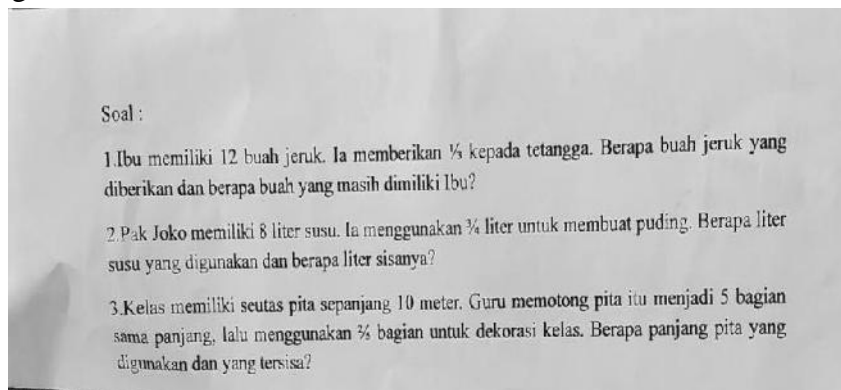 Soal :
1.Ibu memiliki 12 buah jeruk. Ia memberikan ⅓ kepada tetangga. Berapa buah jeruk yang
diberikan dan berapa buah yang masih dimiliki Ibu?
2.Pak Joko memiliki 8 liter susu. Ia menggunakan ¾ liter untuk membuat puding. Berapa liter
susu yang digunakan dan berapa liter sisanya?
3.Kelas memiliki seutas pita sepanjang 10 meter. Guru memotong pita itu menjadi 5 bagian
sama panjang, lalu menggunakan ⅖ bagian untuk dekorasi kelas. Berapa panjang pita yang
digunakan dan yang tersisa?